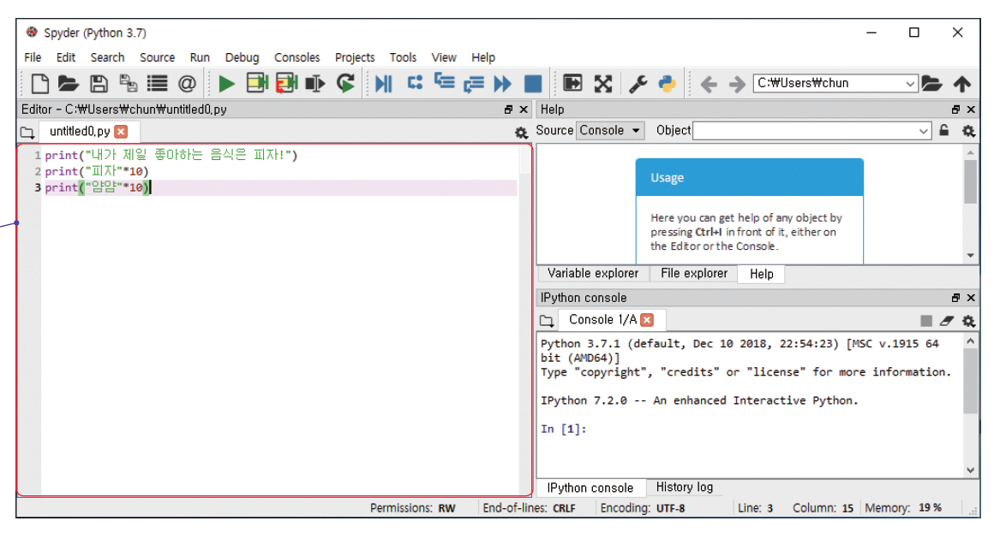 Spyder (Python 3.7)
File Edit Search Source Run Debug Consoles Projects Tools View Help
C:₩Users₩chun
Editor - C:₩Users₩chun₩untitled0.py
untitled0.py
1 print("내가 제일 좋아하는 음식은 피자!")
2 print("피자"*10)
3 print("얌얌"*10)
Help
Source Console Object
Usage
Here you can get help of any object by
pressing Ctrl+I in front of it, either on
the Editor or the Console.
Variable explorer File explorer Help
IPython console
Console 1/A
Python 3.7.1 (default, Dec 10 2018, 22:54:23) [MSC v.1915 64
bit (AMD64)]
Type "copyright", "credits" or "license" for more information.
IPython 7.2.0 -- An enhanced Interactive Python.
In [1]:
IPython console History log
Permissions: RW End-of-lines: CRLF Encoding: UTF-8 Line: 3 Column: 15 Memory: 19 %